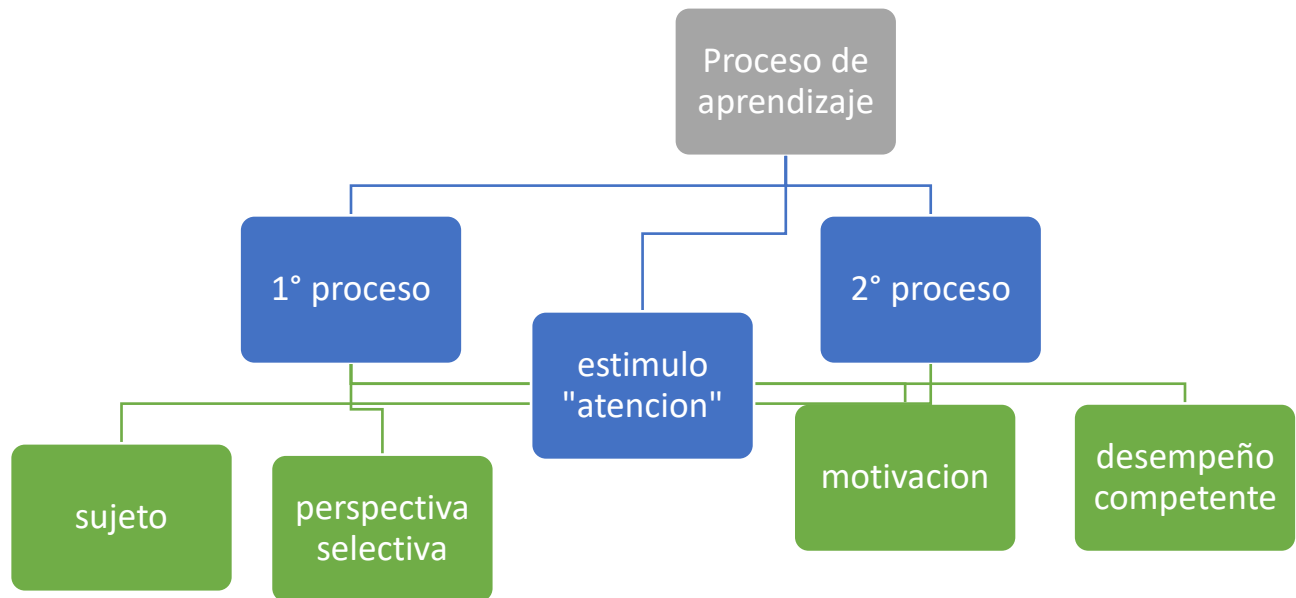 Proceso de
aprendizaje
1° proceso
2° proceso
estimulo
"atencion"
sujeto
perspectiva
selectiva
motivacion
desempeño
competente